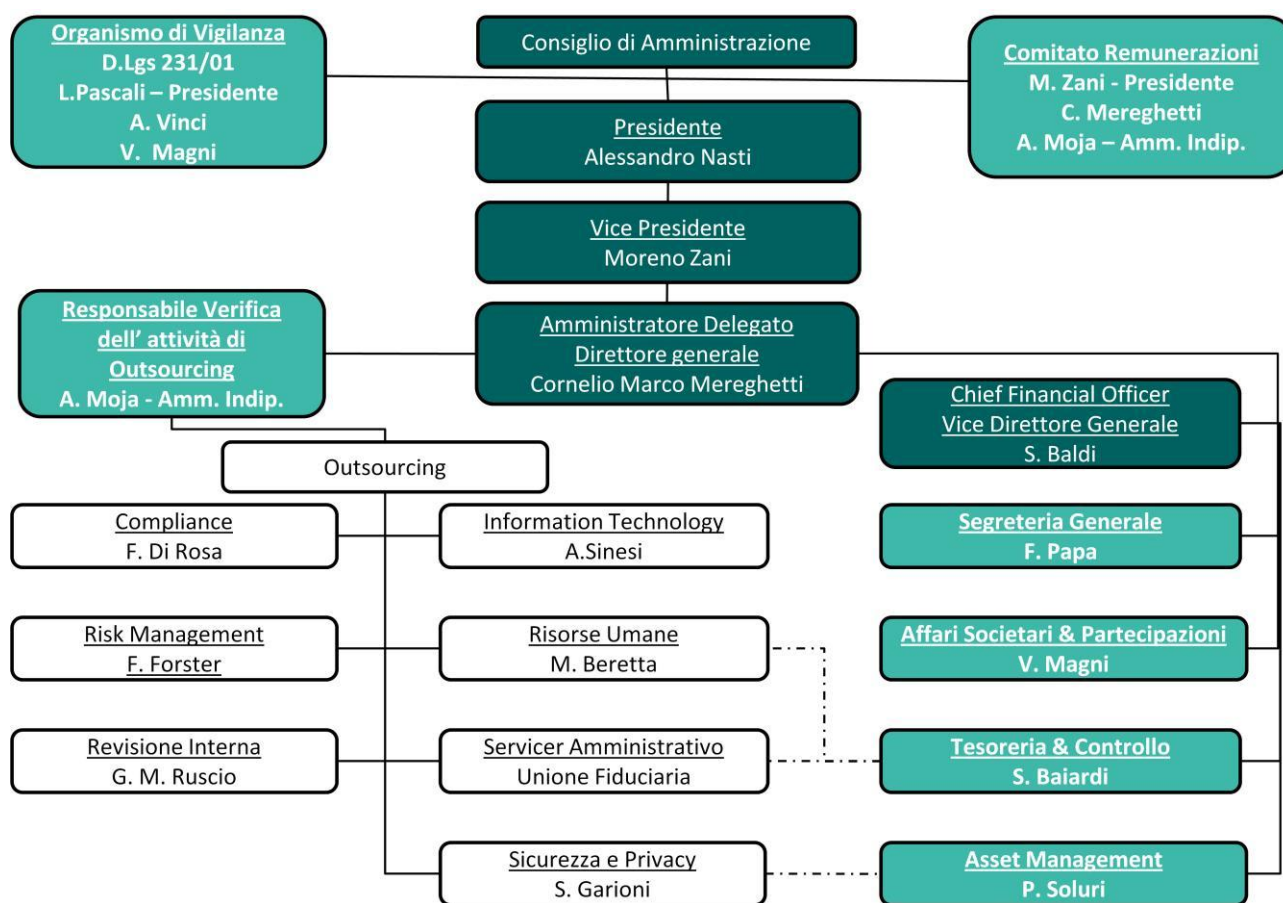 Organismo di Vigilanza
D.Lgs 231/01
L.Pascali – Presidente
A. Vinci
V. Magni
Consiglio di Amministrazione
Comitato Remunerazioni
M. Zani - Presidente
C. Mereghetti
A. Moja – Amm. Indip.
Presidente
Alessandro Nasti
Vice Presidente
Moreno Zani
Responsabile Verifica
dell' attività di
Outsourcing
A. Moja - Amm. Indip.
Amministratore Delegato
Direttore generale
Cornelio Marco Mereghetti
Chief Financial Officer
Vice Direttore Generale
S. Baldi
Outsourcing
Compliance
F. Di Rosa
Information Technology
A.Sinesi
Segreteria Generale
F. Papa
Risk Management
F. Forster
Risorse Umane
M. Beretta
Affari Societari & Partecipazioni
V. Magni
Revisione Interna
G. M. Ruscio
Servicer Amministrativo
Unione Fiduciaria
Tesoreria & Controllo
S. Baiardi
Sicurezza e Privacy
S. Garioni
Asset Management
P. Soluri